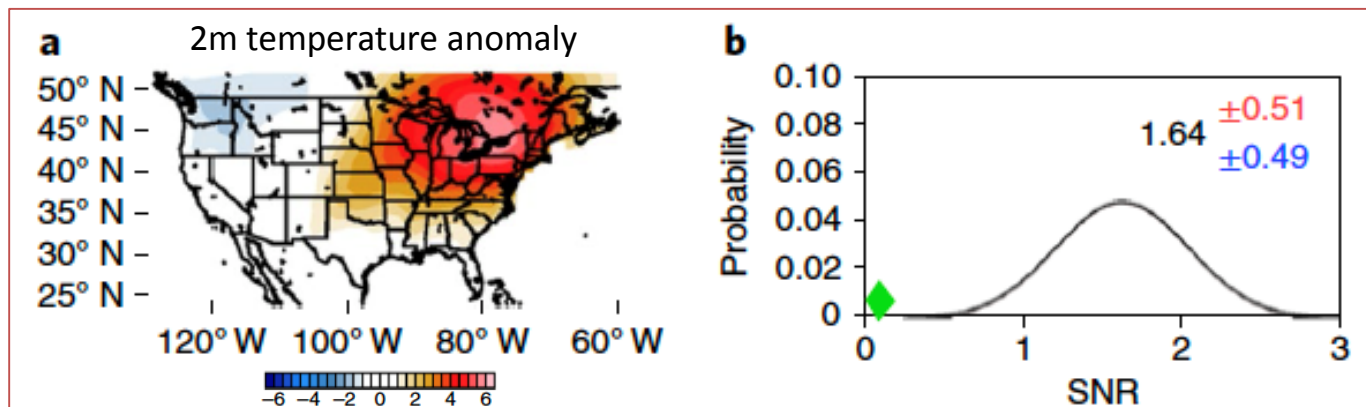 a 2m temperature anomaly
50° N
45° N
40° N
35° N
30° N
25° N
120° W 100° W 80° W 60° W
−6 −4 −2 0 2 4 6
b
Probability
0.10
0.08
0.06
0.04
0.02
0
1.64
±0.51
±0.49
0 1 2 3
SNR